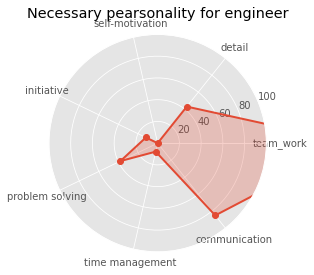 Necessary pearsonality for engineer
self-motivation
detail
initiative
100
80
60
40
20
team_work
problem solving
communication
time management